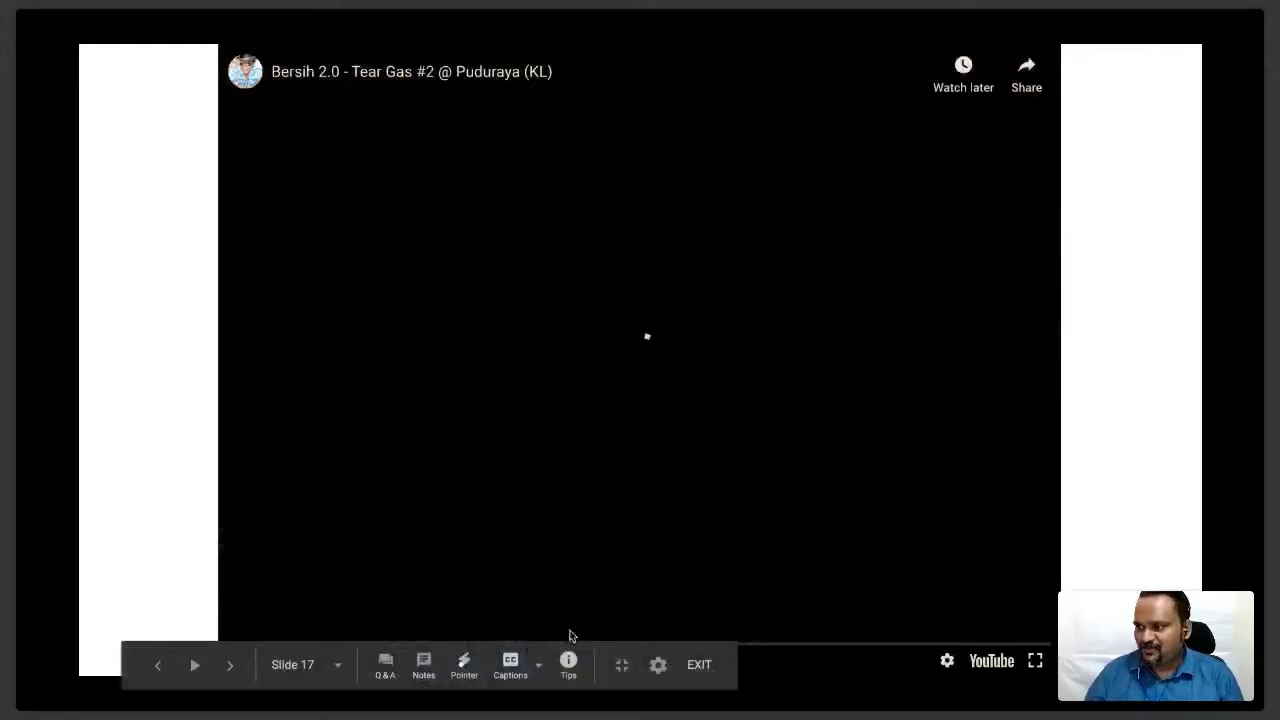 Bersih 2.0 - Tear Gas #2 @ Puduraya (KL)
Watch later
Share
Slide 17
Q & A
Notes
Pointer
CC
Captions
Tips
EXIT
YouTube